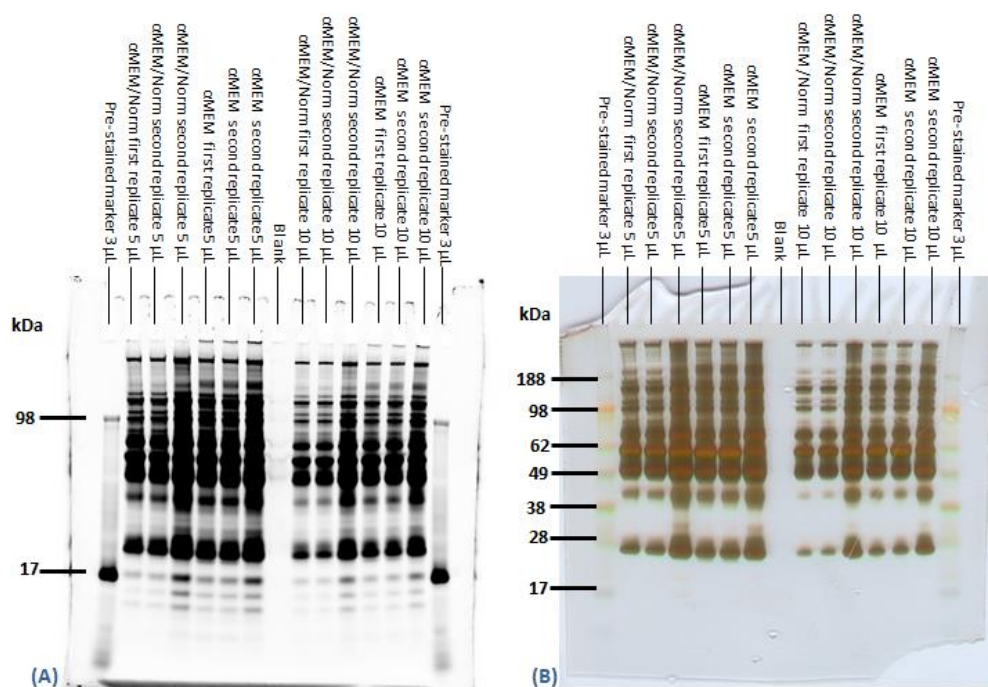 Pre-stained marker 3 µL
αMEM/Norm first replicate 5 µL
αMEM/Norm second replicate 5 µL
αMEM/Norm second replicate 5 µL
αMEM first replicate 5 µL
αMEM second replicate 5 µL
αMEM second replicate 5 µL
Blank
αMEM/Norm first replicate 10 µL
αMEM/Norm second replicate 10 µL
αMEM/Norm second replicate 10 µL
αMEM first replicate 10 µL
αMEM second replicate 10 µL
αMEM second replicate 10 µL
Pre-stained marker 3 µL
kDa
98
17
(A)
Pre-stained marker 3 µL
αMEM/Norm first replicate 5 µL
αMEM/Norm second replicate 5 µL
αMEM/Norm second replicate 5 µL
αMEM first replicate 5 µL
αMEM second replicate 5 µL
αMEM second replicate 5 µL
Blank
αMEM /Norm first replicate 10 µL
αMEM/Norm second replicate 10 µL
αMEM/Norm second replicate 10 µL
αMEM first replicate 10 µL
αMEM second replicate 10 µL
αMEM second replicate 10 µL
Pre-stained marker 3 µL
kDa
188
98
62
49
38
28
17
(B)